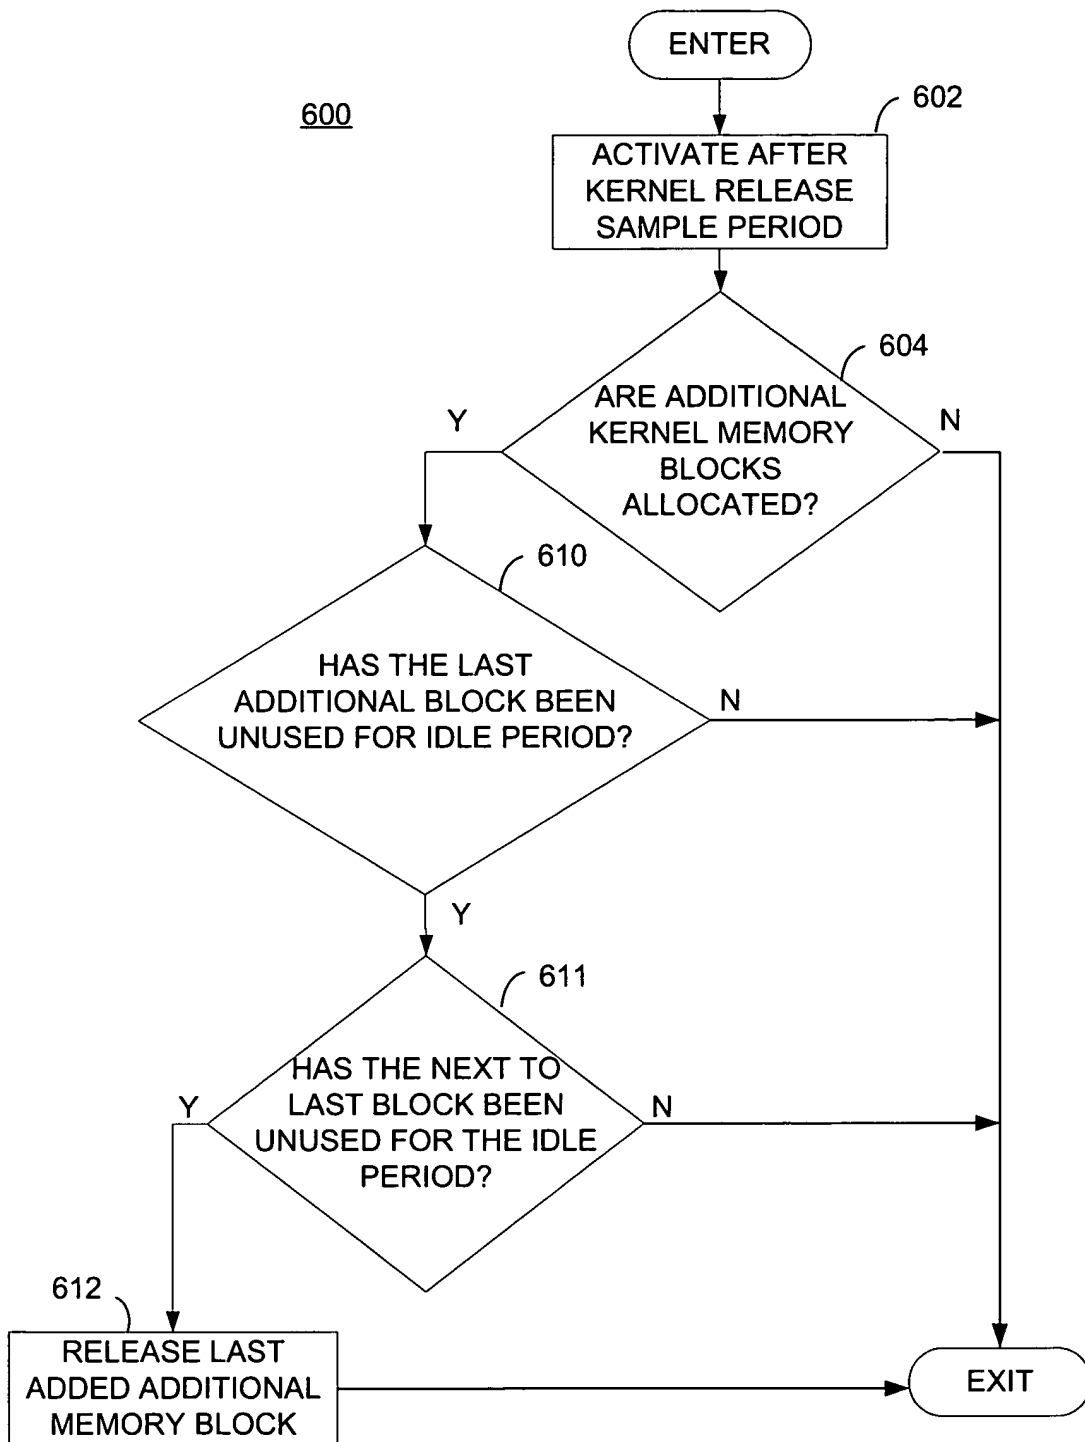 ENTER
600
602
ACTIVATE AFTER
KERNEL RELEASE
SAMPLE PERIOD
604
ARE ADDITIONAL
KERNEL MEMORY
BLOCKS
ALLOCATED?
Y
N
610
HAS THE LAST
ADDITIONAL BLOCK BEEN
UNUSED FOR IDLE PERIOD?
N
Y
611
HAS THE NEXT TO
LAST BLOCK BEEN
UNUSED FOR THE IDLE
PERIOD?
Y
N
612
RELEASE LAST
ADDED ADDITIONAL
MEMORY BLOCK
EXIT